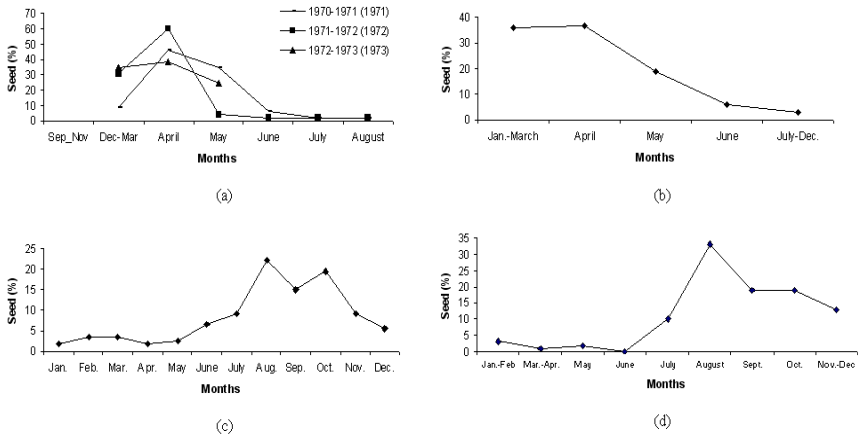 70
60
50
40
30
20
10
0
Seed (%)
1970-1971 (1971)
1971-1972 (1972)
1972-1973 (1973)
Sep_Nov Dec-Mar April May June July August
Months
(a)
40
30
20
10
0
Seed (%)
Jan.-March April May June July-Dec.
Months
(b)
25
20
15
10
5
0
Seed (%)
Jan. Feb. Mar. Apr. May June July Aug. Sep. Oct. Nov. Dec.
Months
(c)
35
30
25
20
15
10
5
0
Seed (%)
Jan.-Feb Mar.-Apr. May June July August Sept. Oct. Nov.-Dec
Months
(d)